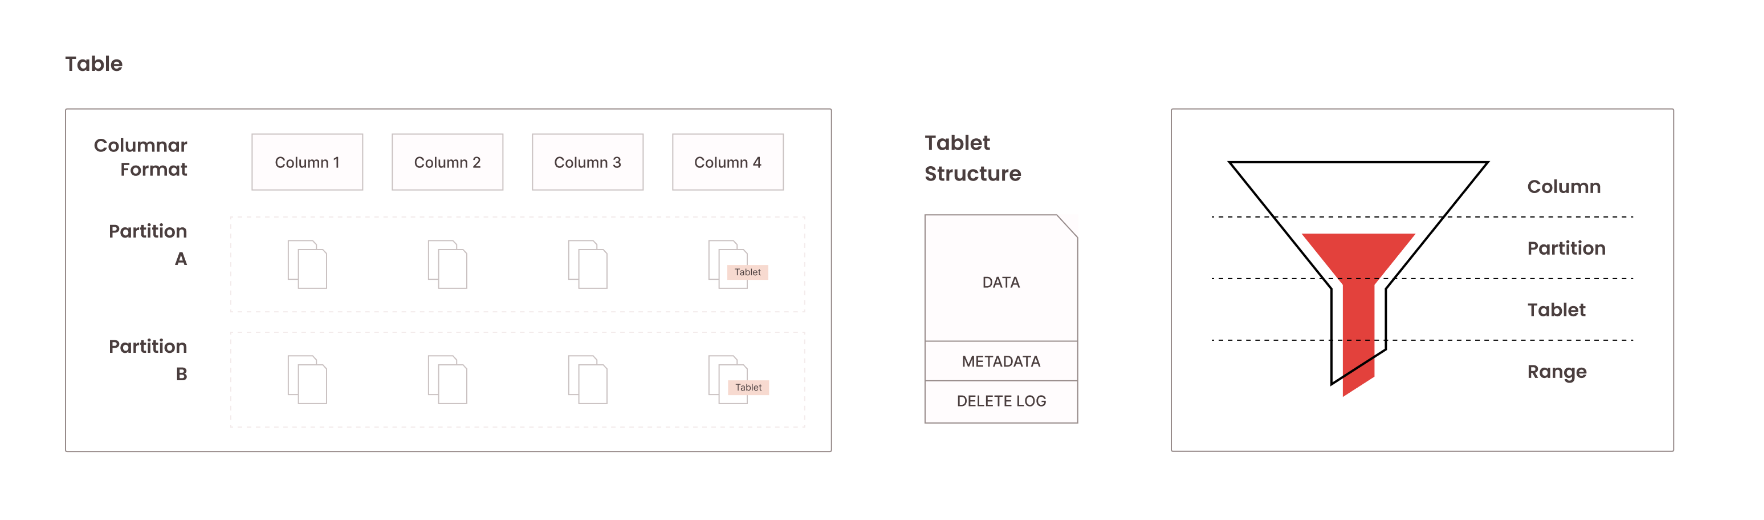 Table
Columnar
Format
Column 1
Column 2
Column 3
Column 4
Partition
A
Tablet
Partition
B
Tablet
Tablet
Structure
DATA
METADATA
DELETE LOG
Column
Partition
Tablet
Range